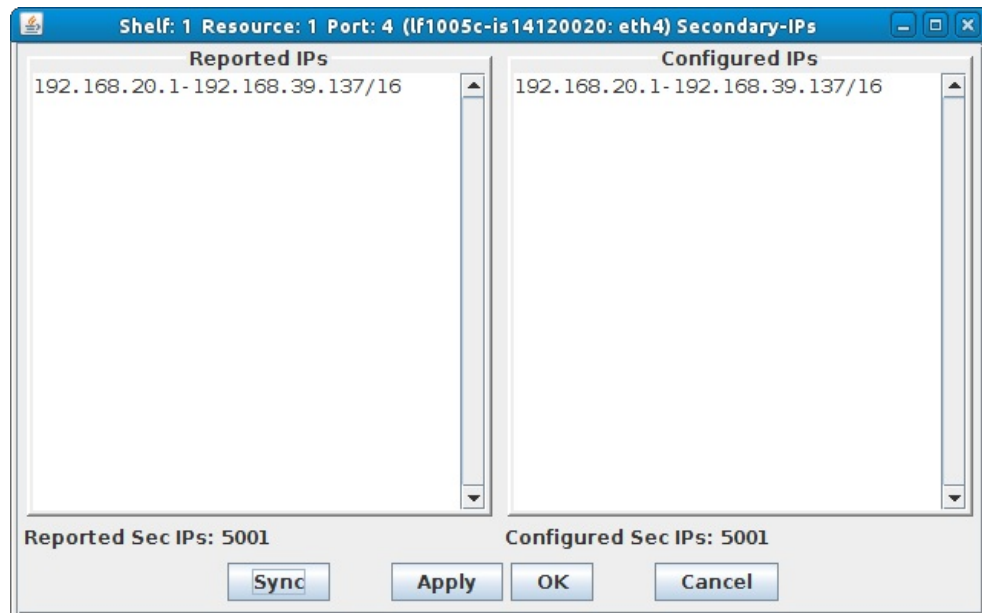 Shelf: 1 Resource: 1 Port: 4 (lf1005c-is14120020: eth4) Secondary-IPs
Reported IPs
Configured IPs
192.168.20.1-192.168.39.137/16
192.168.20.1-192.168.39.137/16
Reported Sec IPs: 5001
Configured Sec IPs: 5001
Sync
Apply
OK
Cancel